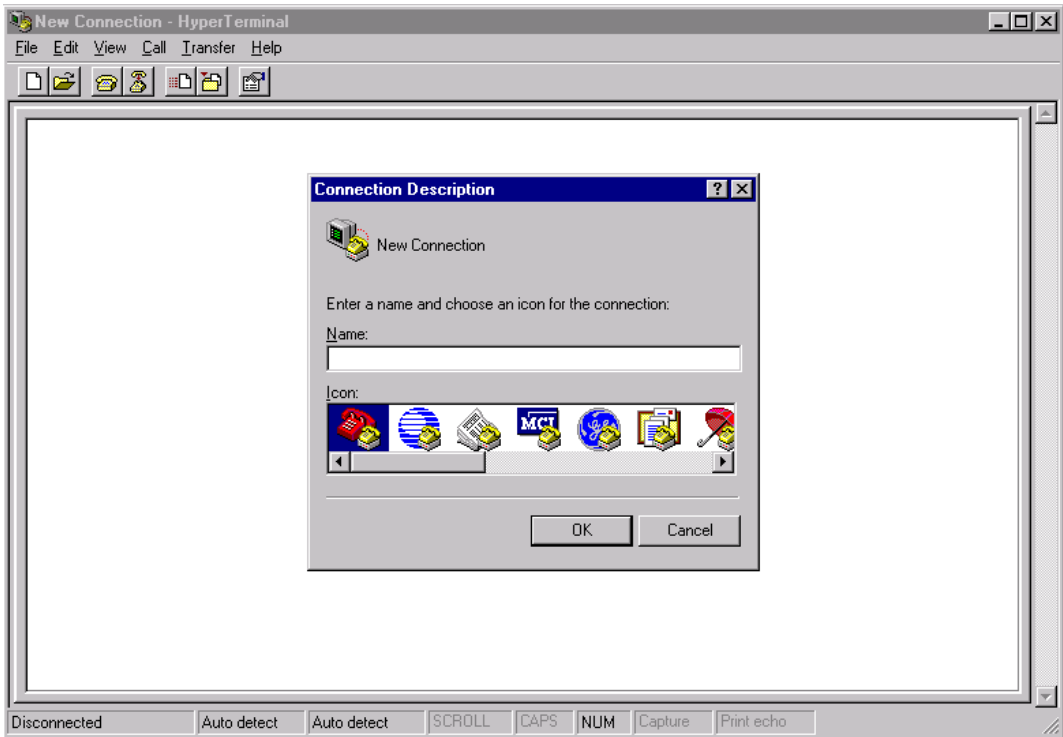 New Connection - HyperTerminal
File Edit View Call Transfer Help
Connection Description
New Connection
Enter a name and choose an icon for the connection:
Name:
Icon:
MCI
OK Cancel
Disconnected Auto detect Auto detect SCROLL CAPS NUM Capture Print echo